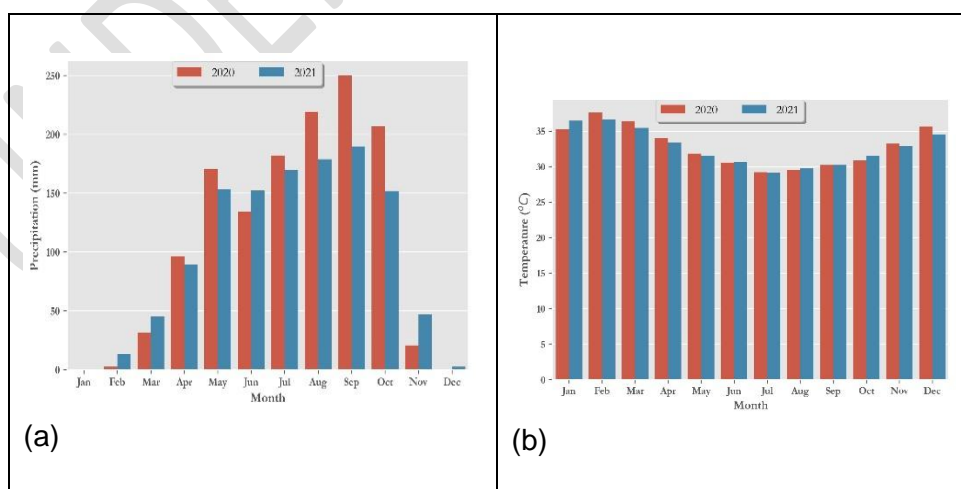 2020 2021
250
200
150
100
50
0
Precipitation (mm)
Jan Feb Mar Apr May Jun Jul Aug Sep Oct Nov Dec
Month
(a)
2020 2021
35
30
25
20
15
10
5
0
Temperature (°C)
Jan Feb Mar Apr May Jun Jul Aug Sep Oct Nov Dec
Month
(b)